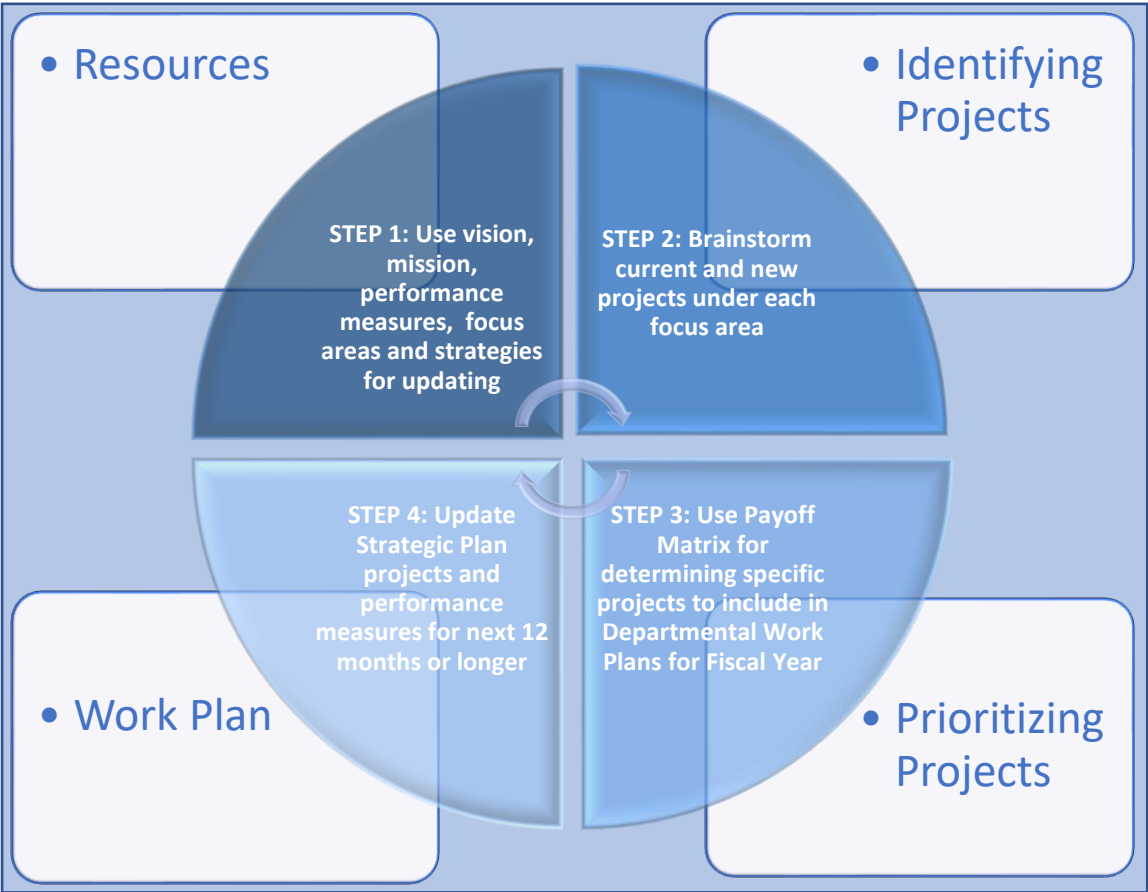 • Resources
• Identifying
Projects
STEP 1: Use vision,
mission,
performance
measures,  focus
areas and strategies
for updating
STEP 2: Brainstorm
current and new
projects under each
focus area
STEP 4: Update
Strategic Plan
projects and
performance
measures for next 12
months or longer
STEP 3: Use Payoff
Matrix for
determining specific
projects to include in
Departmental Work
Plans for Fiscal Year
• Work Plan
• Prioritizing
Projects